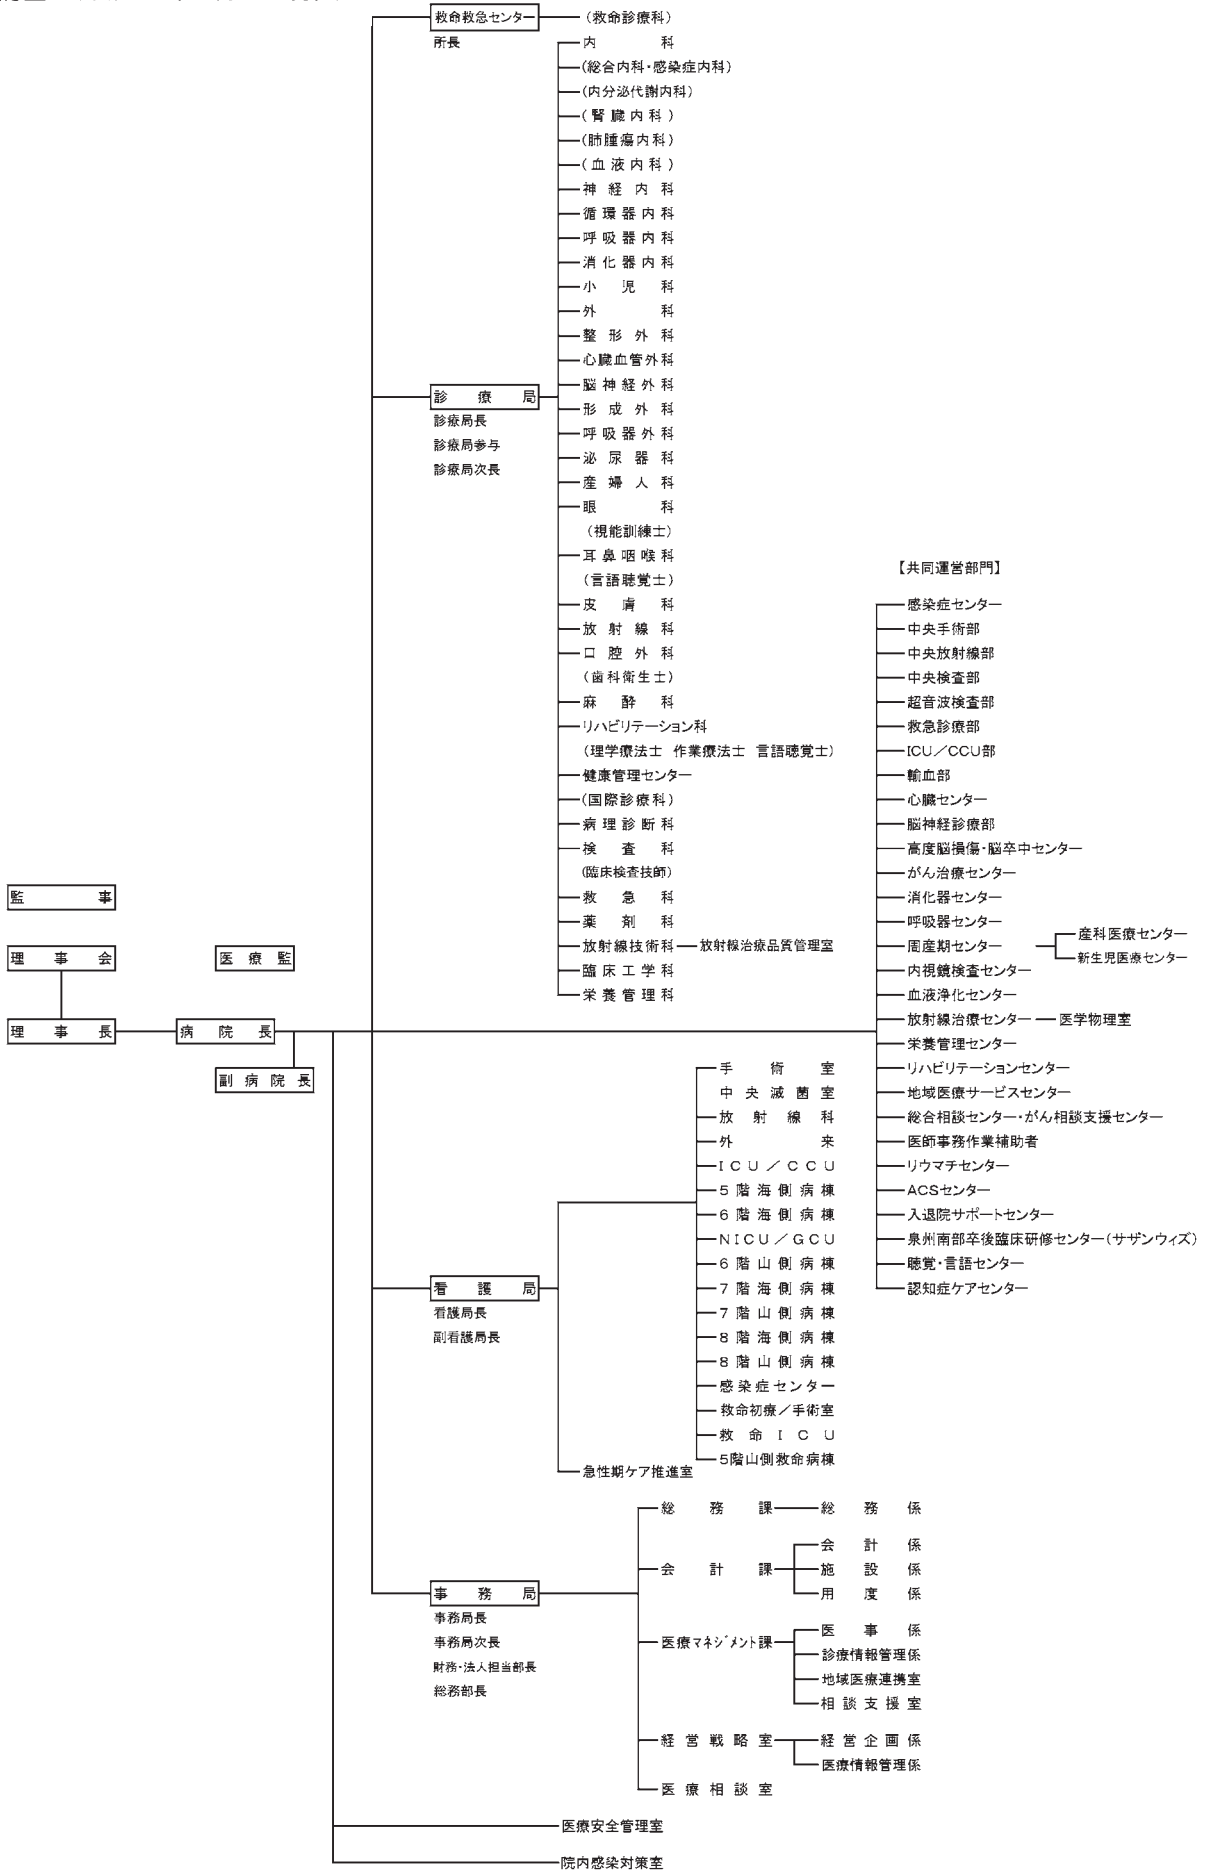 救命救急センター
(救命診療科)
所長
内科
(総合内科・感染症内科)
(内分泌代謝内科)
(腎臓内科)
(肺腫瘍内科)
(血液内科)
神経内科
循環器内科
呼吸器内科
消化器内科
小児科
外科
整形外科
心臓血管外科
脳神経外科
診療局
診療局長
診療局参与
診療局次長
形成外科
呼吸器外科
泌尿器科
産婦人科
眼科
(視能訓練士)
耳鼻咽喉科
(言語聴覚士)
皮膚科
放射線科
口腔外科
(歯科衛生士)
麻酔科
リハビリテーション科
(理学療法士 作業療法士 言語聴覚士)
健康管理センター
(国際診療科)
病理診断科
検査科
(臨床検査技師)
救急科
薬剤科
放射線技術科
放射線治療品質管理室
臨床工学科
栄養管理科
監事
理事会
医療監
理事長
病院長
副病院長
【共同運営部門】
感染症センター
中央手術部
中央放射線部
中央検査部
超音波検査部
救急診療部
ICU/CCU部
輸血部
心臓センター
脳神経診療部
高度脳損傷・脳卒中センター
がん治療センター
消化器センター
呼吸器センター
周産期センター
産科医療センター
新生児医療センター
内視鏡検査センター
血液浄化センター
放射線治療センター
医学物理室
栄養管理センター
リハビリテーションセンター
地域医療サービスセンター
総合相談センター・がん相談支援センター
医師事務作業補助者
リウマチセンター
ACSセンター
入退院サポートセンター
泉州南部卒後臨床研修センター(サザンウィズ)
聴覚・言語センター
認知症ケアセンター
手術室
中央滅菌室
放射線科
外来
ICU/CCU
5階海側病棟
6階海側病棟
NICU/GCU
6階山側病棟
7階海側病棟
7階山側病棟
8階海側病棟
8階山側病棟
感染症センター
救命初療/手術室
救命ICU
5階山側救命病棟
看護局
看護局長
副看護局長
急性期ケア推進室
総務課
総務係
会計課
会計係
施設係
用度係
事務局
事務局長
事務局次長
財務・法人担当部長
総務部長
医療マネジメント課
医事係
診療情報管理係
地域医療連携室
相談支援室
経営戦略室
経営企画係
医療情報管理係
医療相談室
医療安全管理室
院内感染対策室